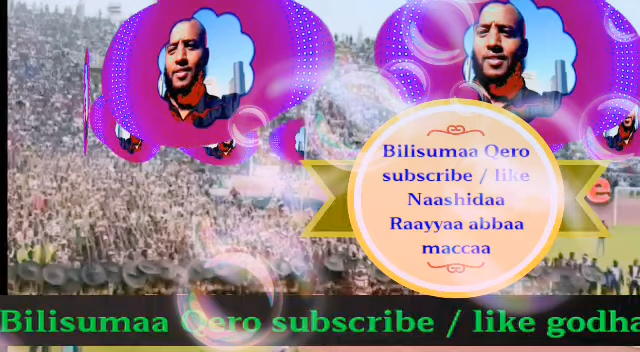 Bilisumaa Qero
subscribe / like
Naashidaa
Raayyaa abbaa
maccaa
e
Bilisumaa Qero subscribe / like godha